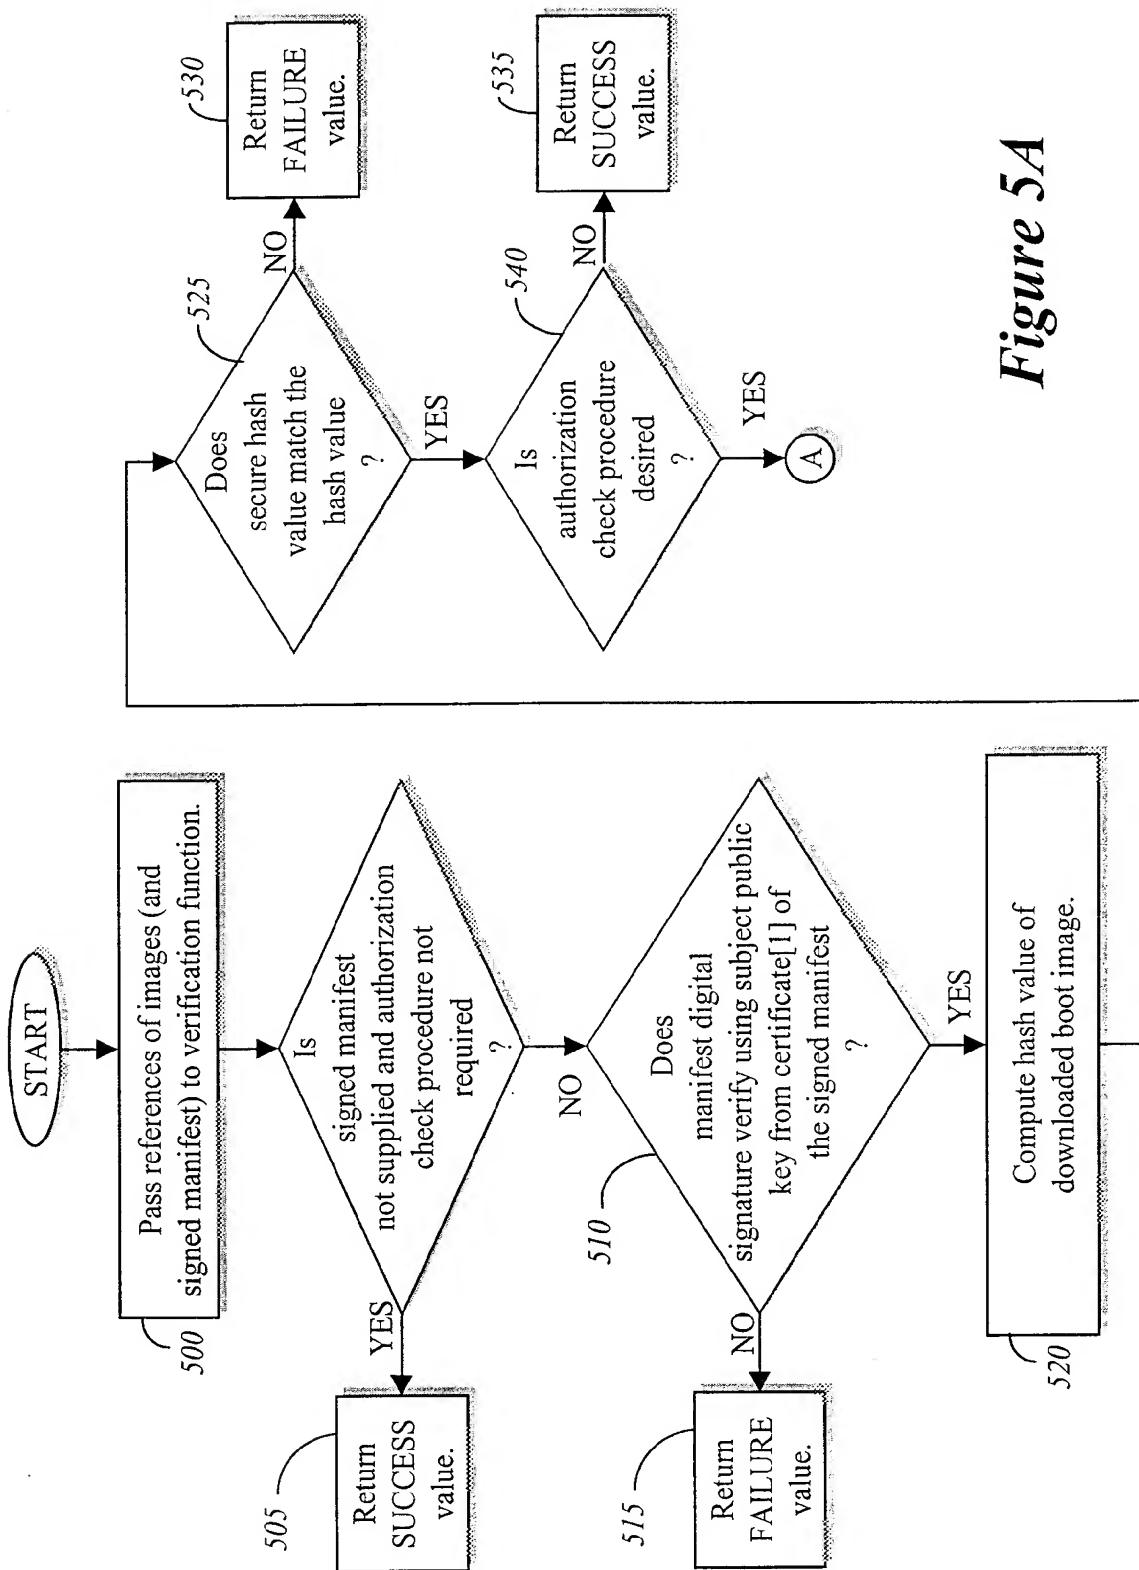 START
Pass references of images (and
signed manifest) to verification function.
500
Is
signed manifest
not supplied and authorization
check procedure not
required
?
YES
Return
SUCCESS
value.
505
NO
Does
manifest digital
signature verify using subject public
key from certificate[1] of
the signed manifest
?
510
NO
Return
FAILURE
value.
515
YES
Compute hash value of
downloaded boot image.
520
Does
secure hash
value match the
hash value
?
525
NO
Return
FAILURE
value.
530
YES
Is
authorization
check procedure
desired
?
540
NO
Return
SUCCESS
value.
535
YES
A
Figure 5A